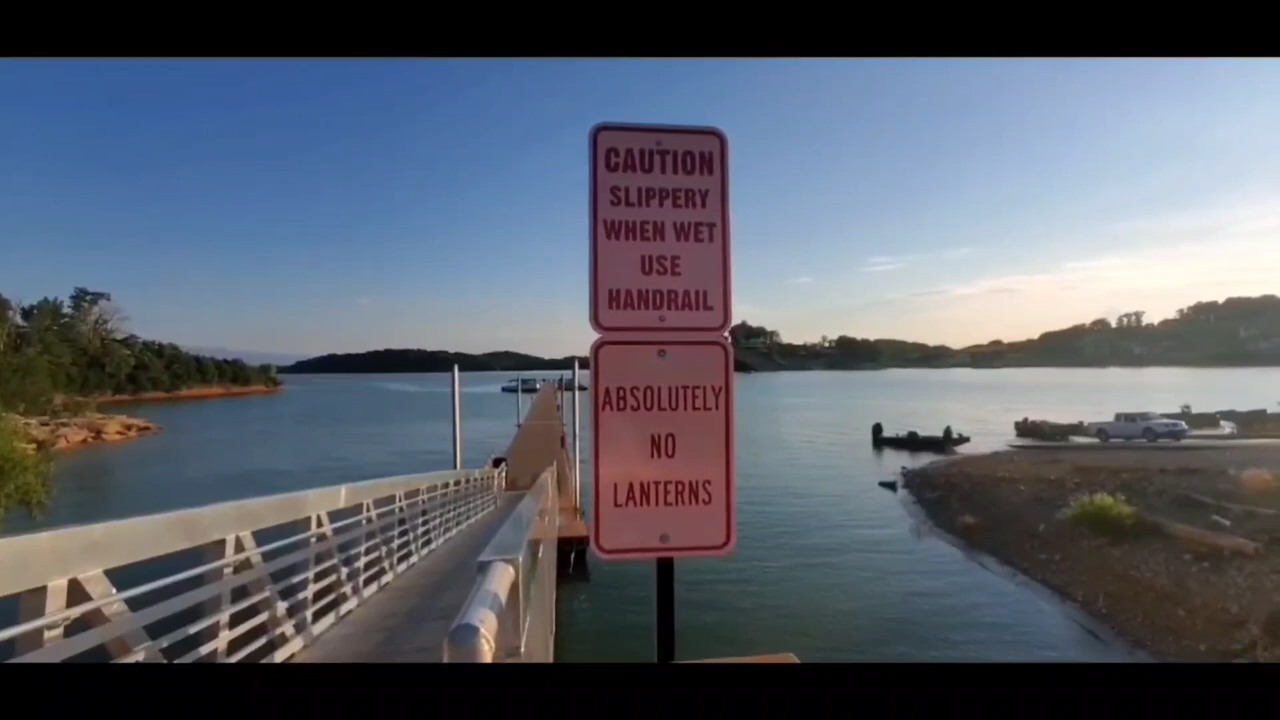 CAUTION
SLIPPERY
WHEN WET
USE
HANDRAIL
ABSOLUTELY
NO
LANTERNS